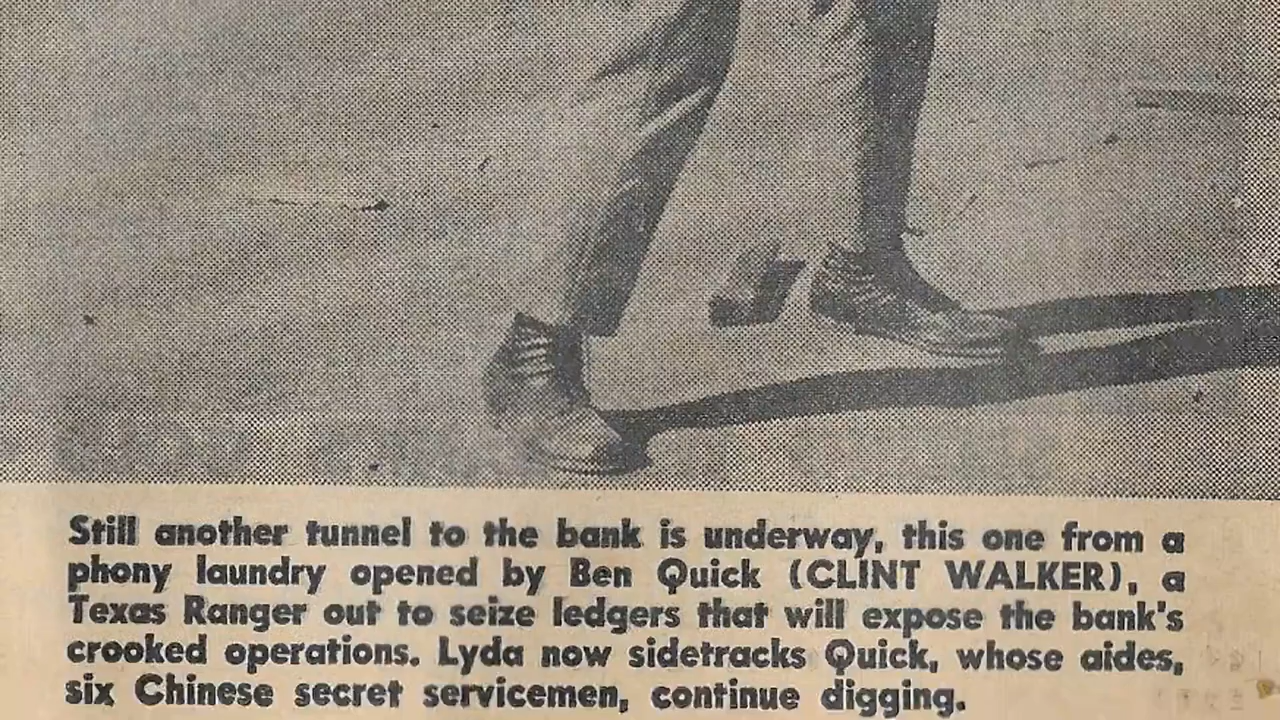 Still another tunnel to the bank is underway, this one from a
phony laundry opened by Ben Quick (CLINT WALKER), a
Texas Ranger out to seize ledgers that will expose the bank's
crooked operations. Lyda now sidetracks Quick, whose aides,
six Chinese secret servicemen, continue digging.